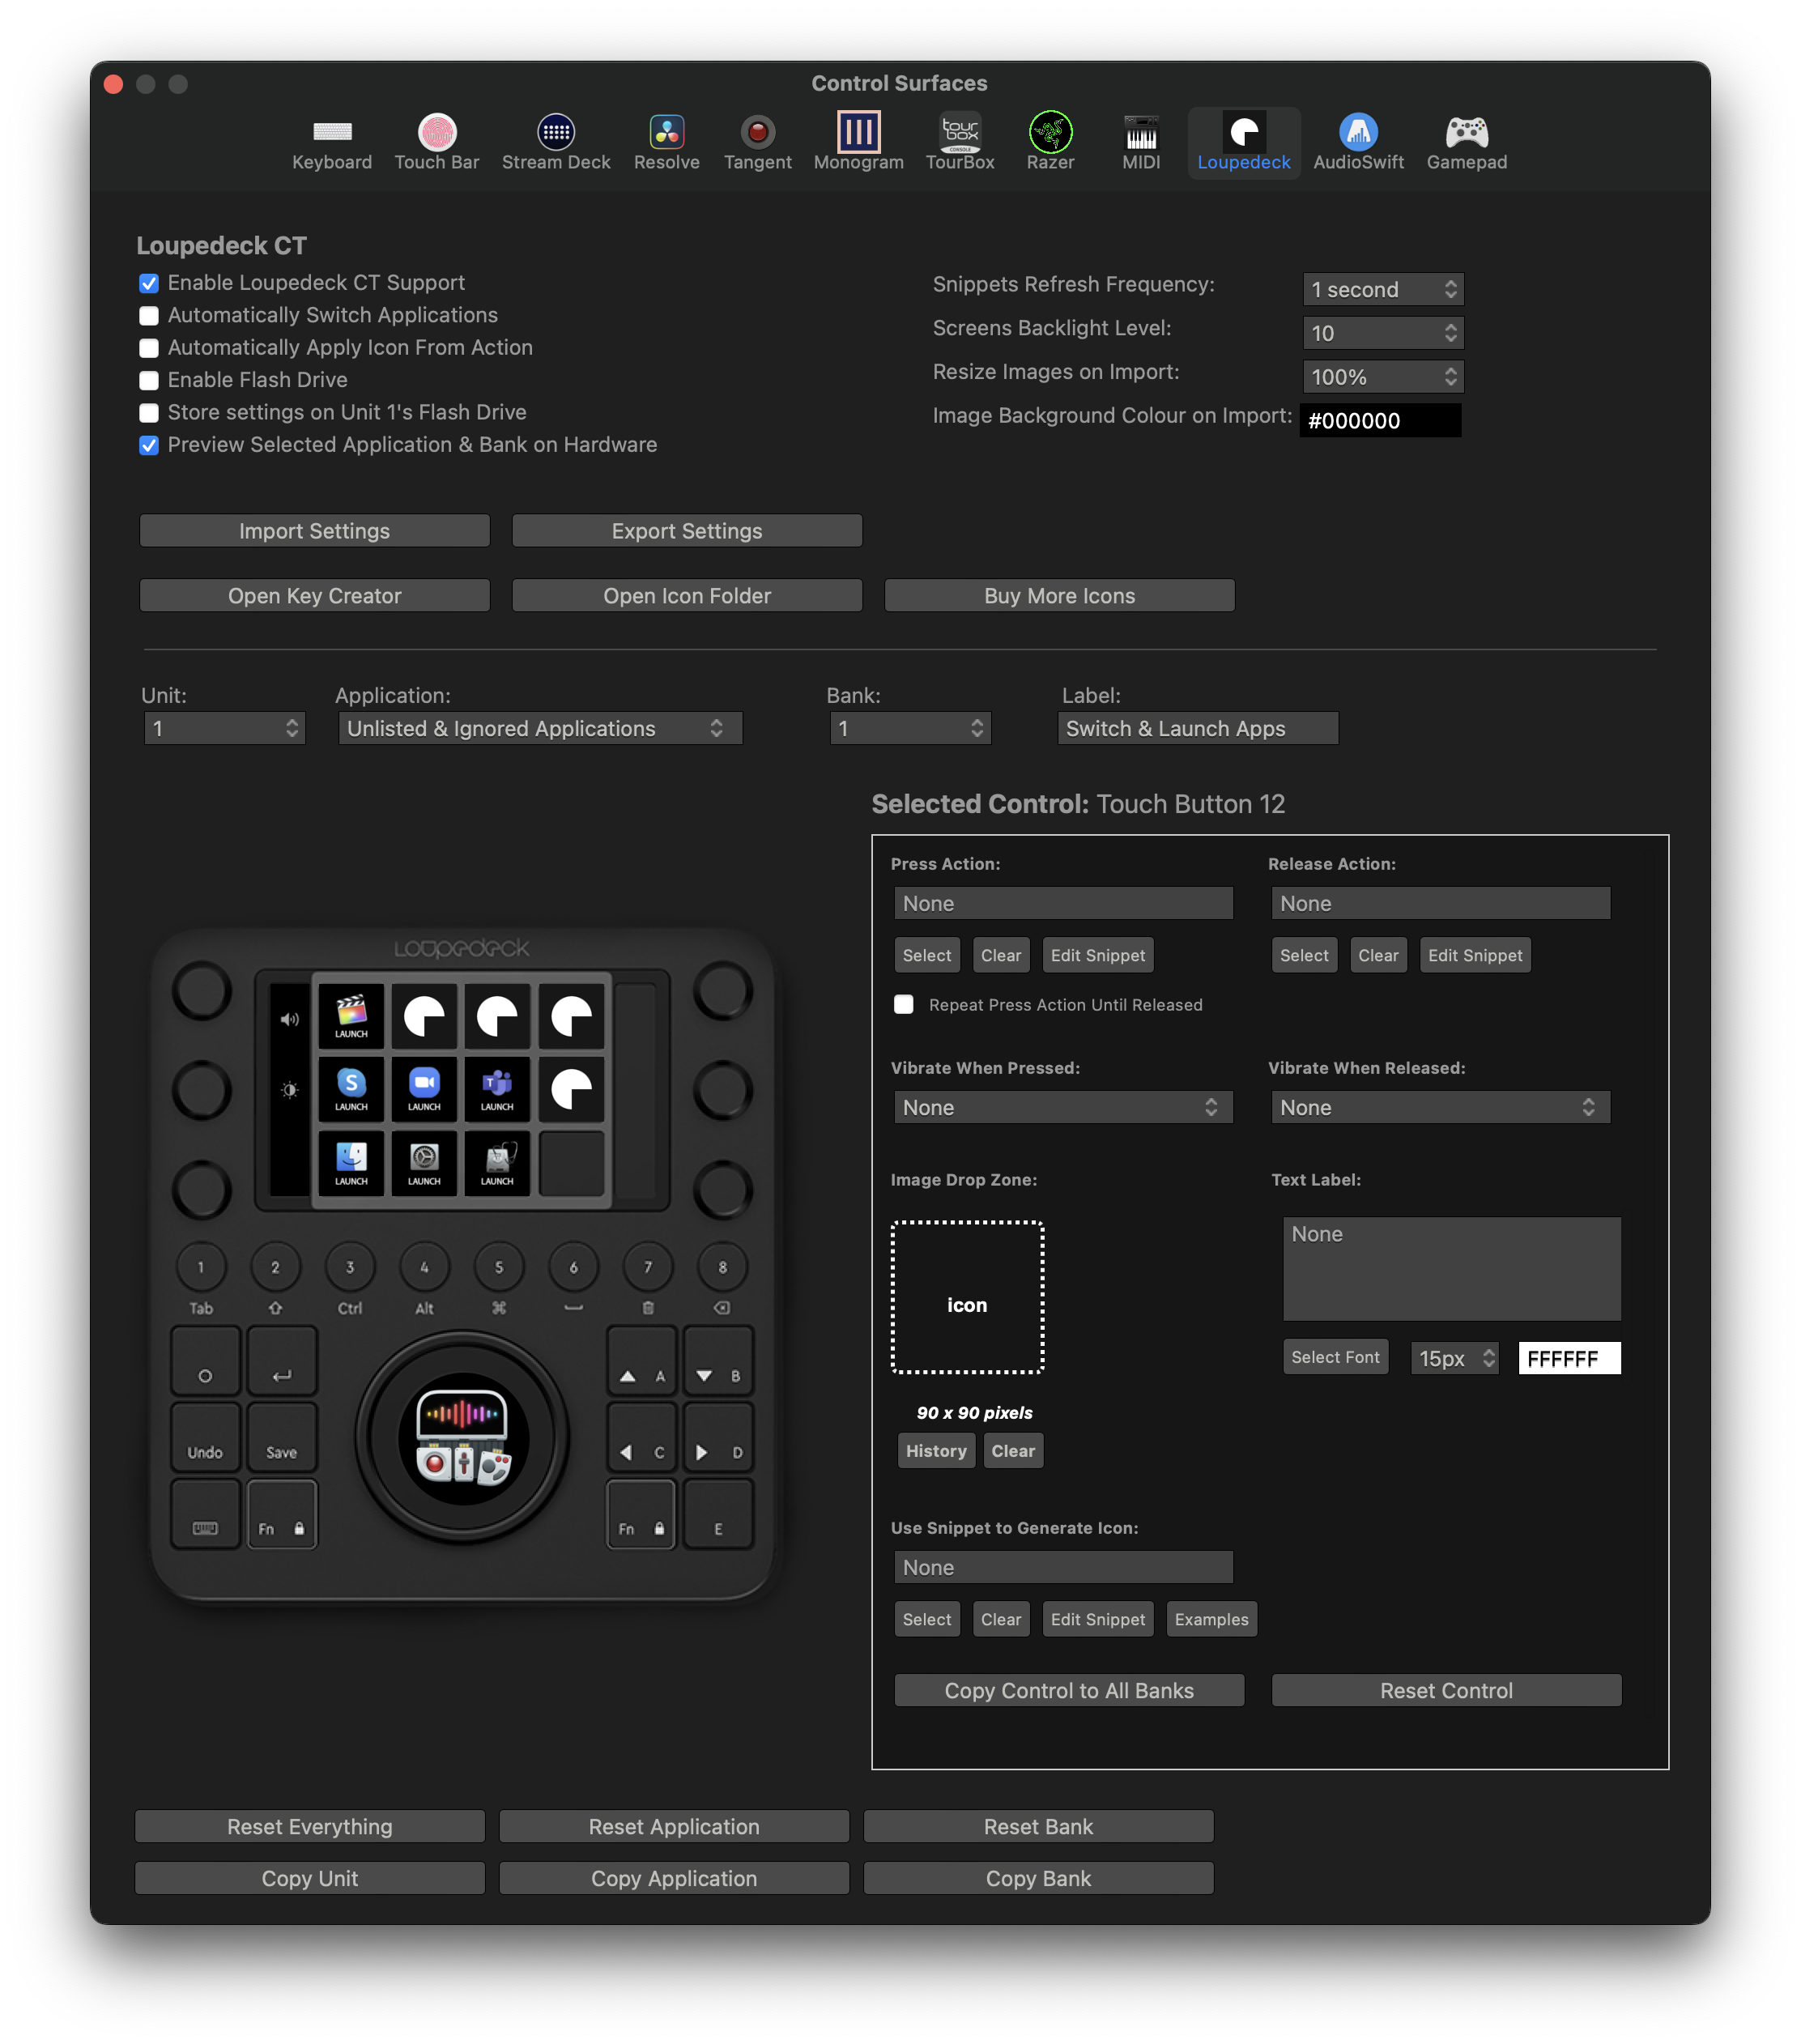 Control Surfaces
Keyboard Touch Bar Stream Deck Resolve Tangent Monogram tour box CONSOLE TourBox Razer MIDI Loupedeck AudioSwift Gamepad
Loupedeck CT
Enable Loupedeck CT Support
Automatically Switch Applications
Automatically Apply Icon From Action
Enable Flash Drive
Store settings on Unit 1's Flash Drive
Preview Selected Application & Bank on Hardware
Snippets Refresh Frequency: 1 second
Screens Backlight Level: 10
Resize Images on Import: 100%
Image Background Colour on Import: #000000
Import Settings Export Settings
Open Key Creator Open Icon Folder Buy More Icons
Unit: Application: Bank: Label:
1 Unlisted & Ignored Applications 1 Switch & Launch Apps
Loupedeck
LAUNCH
S LAUNCH LAUNCH T LAUNCH
LAUNCH LAUNCH LAUNCH
1 2 3 4 5 6 7 8
Tab Ctrl Alt
A B
Undo Save C D
Fn Fn E
Selected Control: Touch Button 12
Press Action: Release Action:
None None
Select Clear Edit Snippet Select Clear Edit Snippet
Repeat Press Action Until Released
Vibrate When Pressed: Vibrate When Released:
None None
Image Drop Zone: Text Label:
icon
None
Select Font 15px FFFFFF
90 x 90 pixels
History Clear
Use Snippet to Generate Icon:
None
Select Clear Edit Snippet Examples
Copy Control to All Banks Reset Control
Reset Everything Reset Application Reset Bank
Copy Unit Copy Application Copy Bank